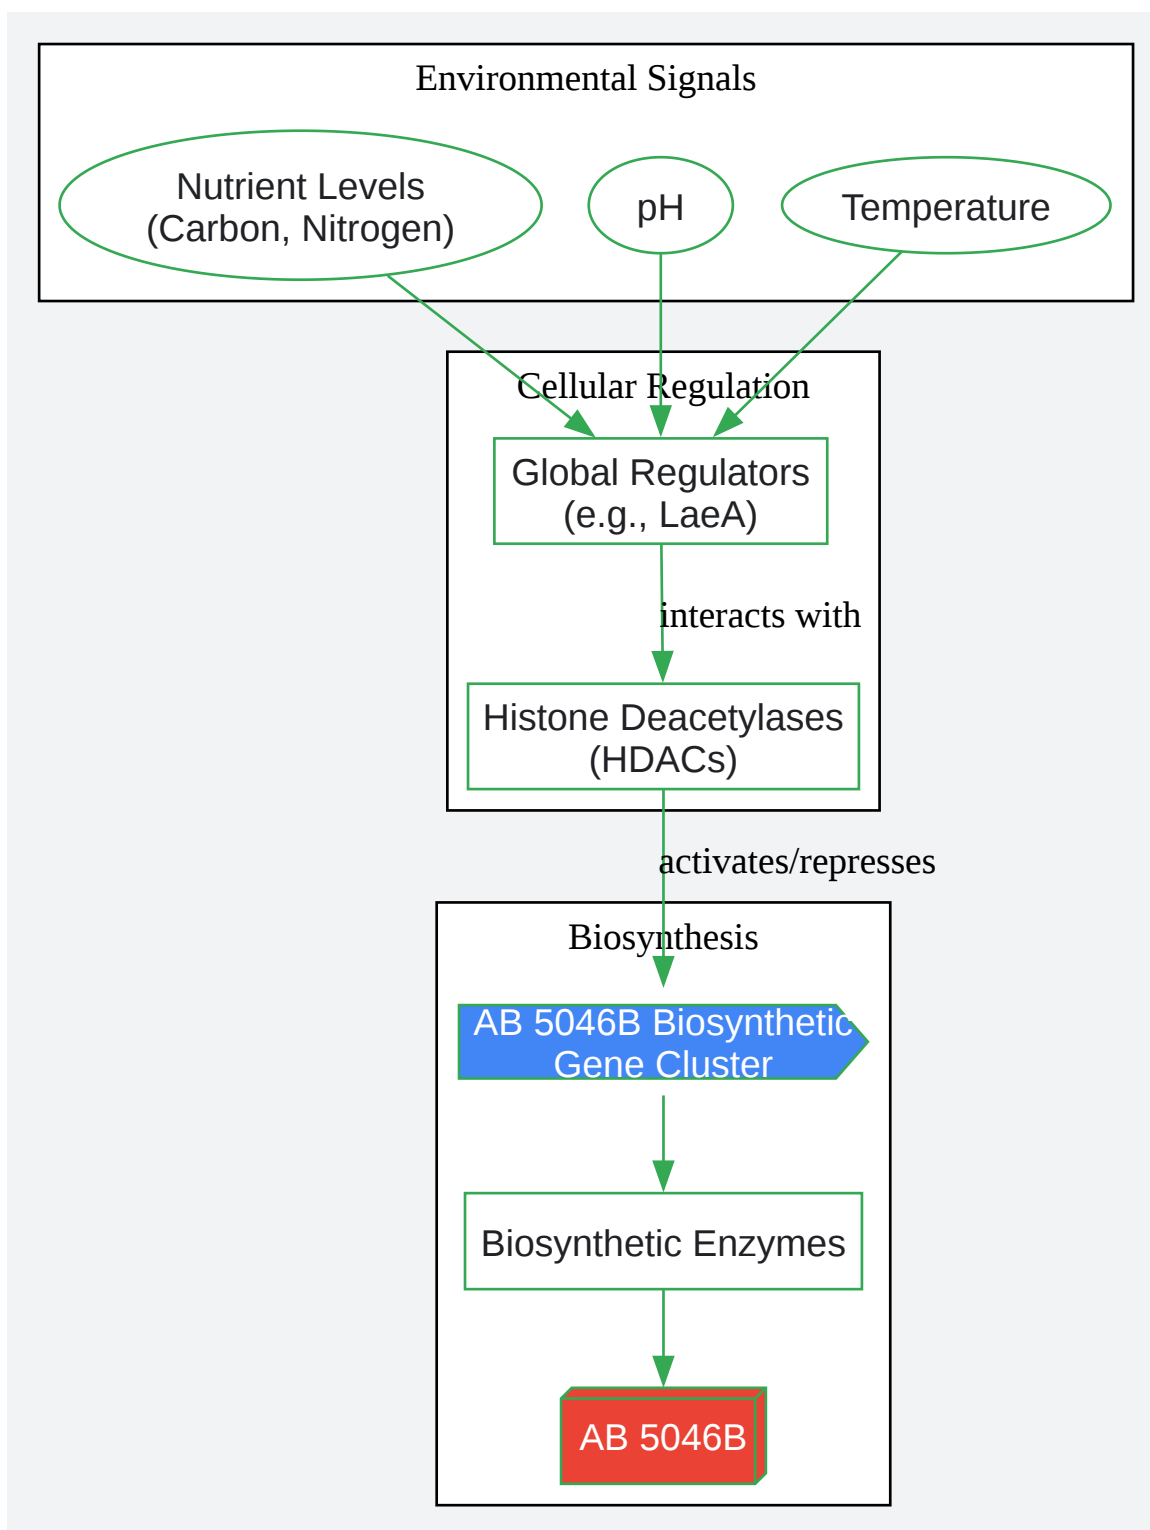 Environmental Signals
Nutrient Levels
(Carbon, Nitrogen)
pH
Temperature
Cellular Regulation
Global Regulators
(e.g., LaeA)
interacts with
Histone Deacetylases
(HDACs)
activates/represses
Biosynthesis
AB 5046B Biosynthetic
Gene Cluster
Biosynthetic Enzymes
AB 5046B